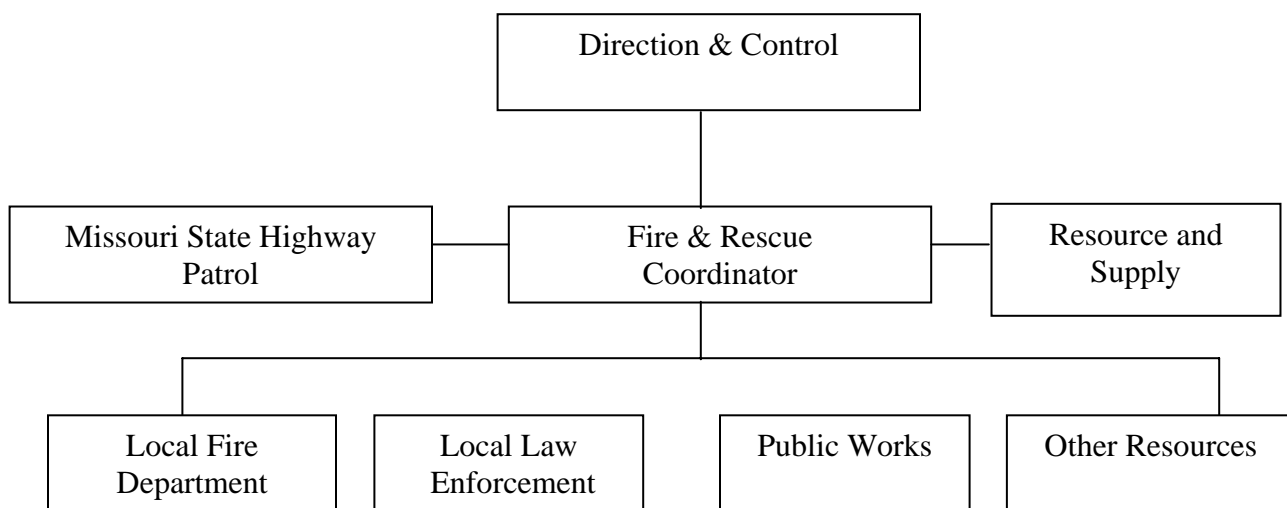 Direction & Control
Missouri State Highway
Patrol
Fire & Rescue
Coordinator
Resource and
Supply
Local Fire
Department
Local Law
Enforcement
Public Works
Other Resources